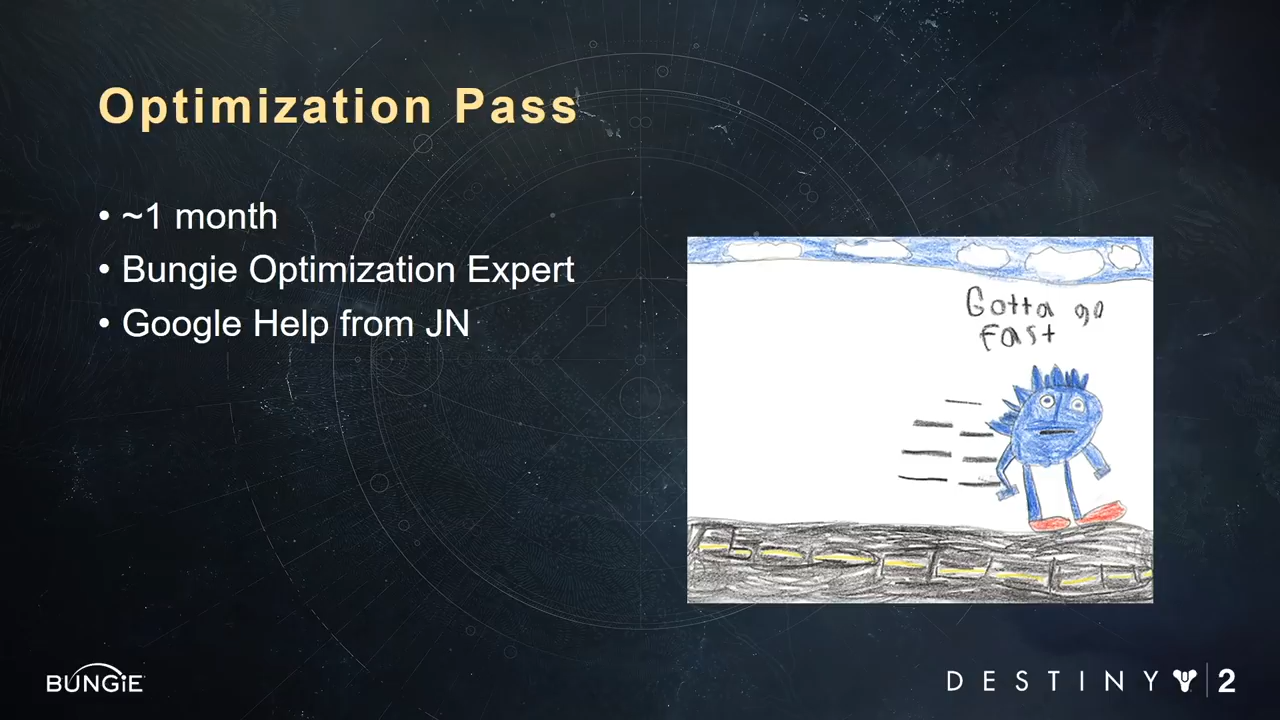 Optimization Pass
• ~1 month
• Bungie Optimization Expert
• Google Help from JN
Gotta go
Fast
BUNGiE
DESTINY 2